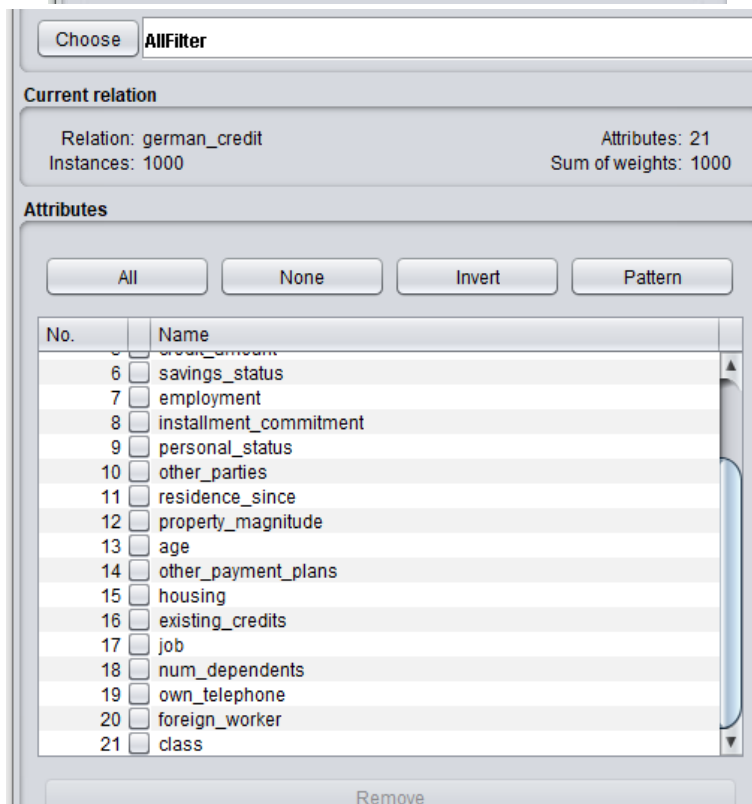 Choose AllFilter
Current relation
Relation: german_credit Attributes: 21
Instances: 1000 Sum of weights: 1000
Attributes
All None Invert Pattern
No. Name
5 credit_amount
6 savings_status
7 employment
8 installment_commitment
9 personal_status
10 other_parties
11 residence_since
12 property_magnitude
13 age
14 other_payment_plans
15 housing
16 existing_credits
17 job
18 num_dependents
19 own_telephone
20 foreign_worker
21 class
Remove